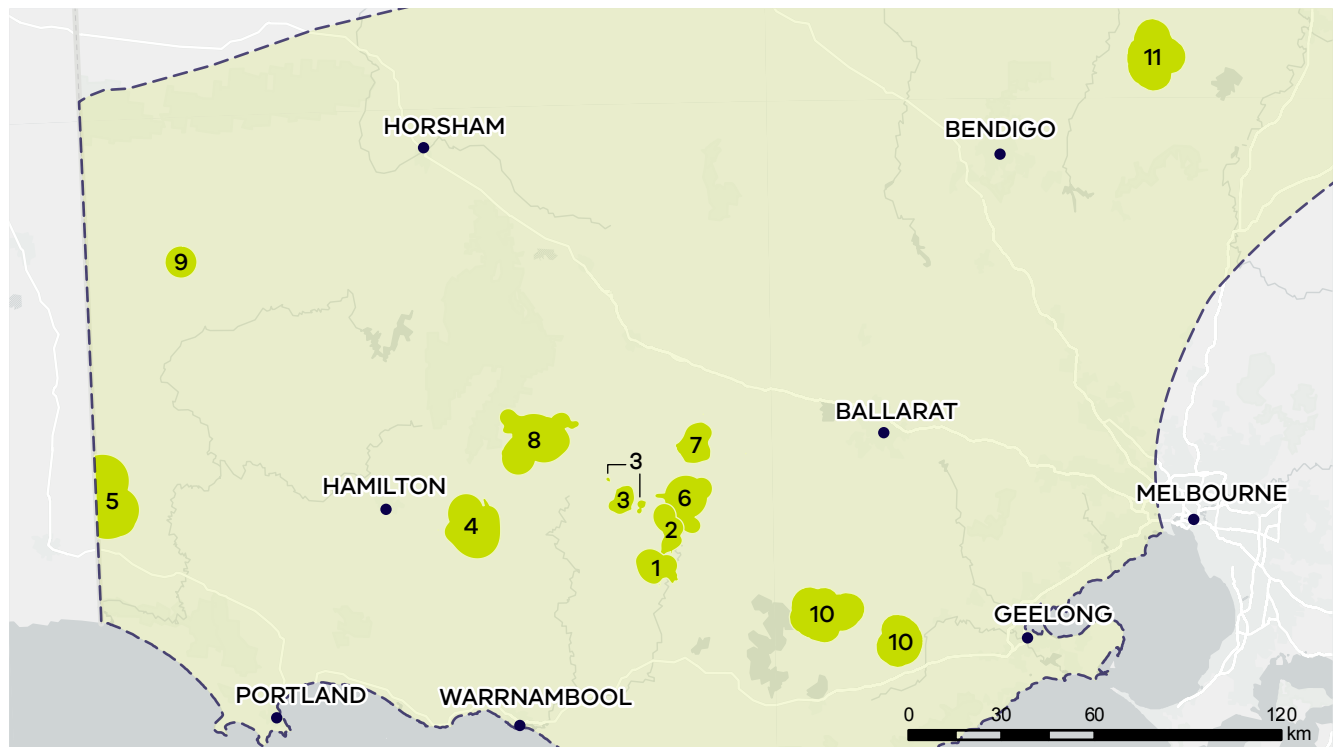 11
HORSHAM
BENDIGO
9
BALLARAT
8
7
3
HAMILTON
5
3
6
MELBOURNE
4
2
1
10
GEELONG
10
PORTLAND
WARRNAMBOOL
0 30 60 120
km